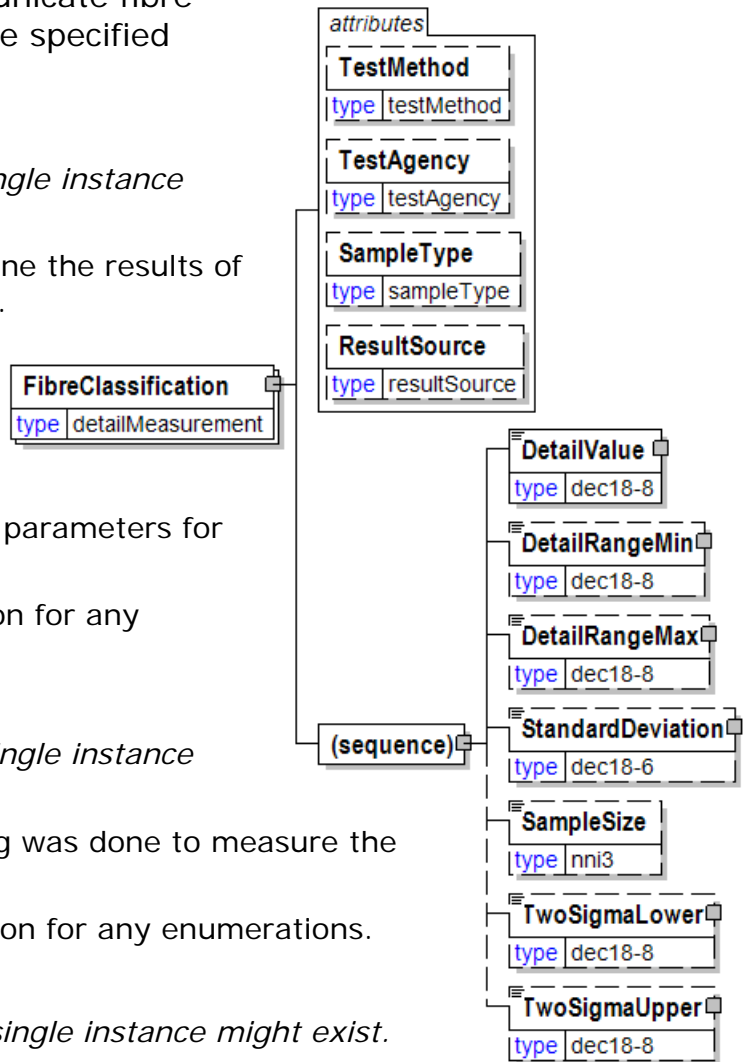 unicate fibre
e specified
ngle instance
ne the results of
.
parameters for
on for any
ingle instance
g was done to measure the
on for any enumerations.
single instance might exist.
attributes
TestMethod
type testMethod
TestAgency
type testAgency
SampleType
type sampleType
ResultSource
type resultSource
FibreClassification
type detailMeasurement
(sequence)
DetailValue
type dec18-8
DetailRangeMin
type dec18-8
DetailRangeMax
type dec18-8
StandardDeviation
type dec18-6
SampleSize
type nni3
TwoSigmaLower
type dec18-8
TwoSigmaUpper
type dec18-8